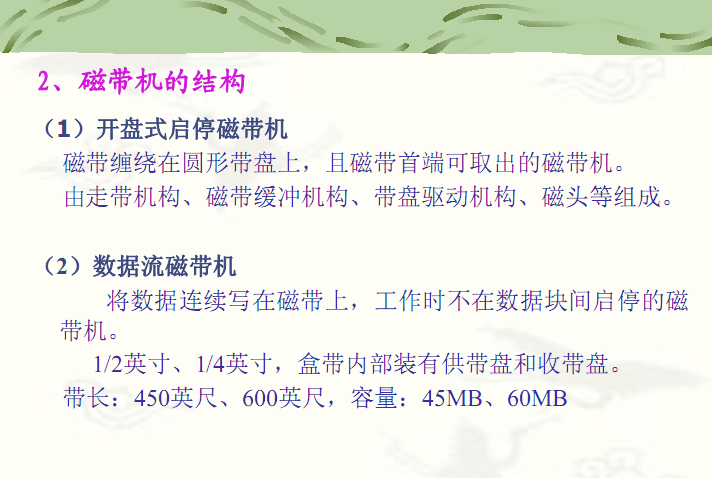 2、磁带机的结构
（1）开盘式启停磁带机
磁带缠绕在圆形带盘上，且磁带首端可取出的磁带机。
由走带机构、磁带缓冲机构、带盘驱动机构、磁头等组成。
（2）数据流磁带机
将数据连续写在磁带上，工作时不在数据块间启停的磁
带机。
1/2英寸、1/4英寸，盒带内部装有供带盘和收带盘。
带长：450英尺、600英尺，容量：45MB、60MB